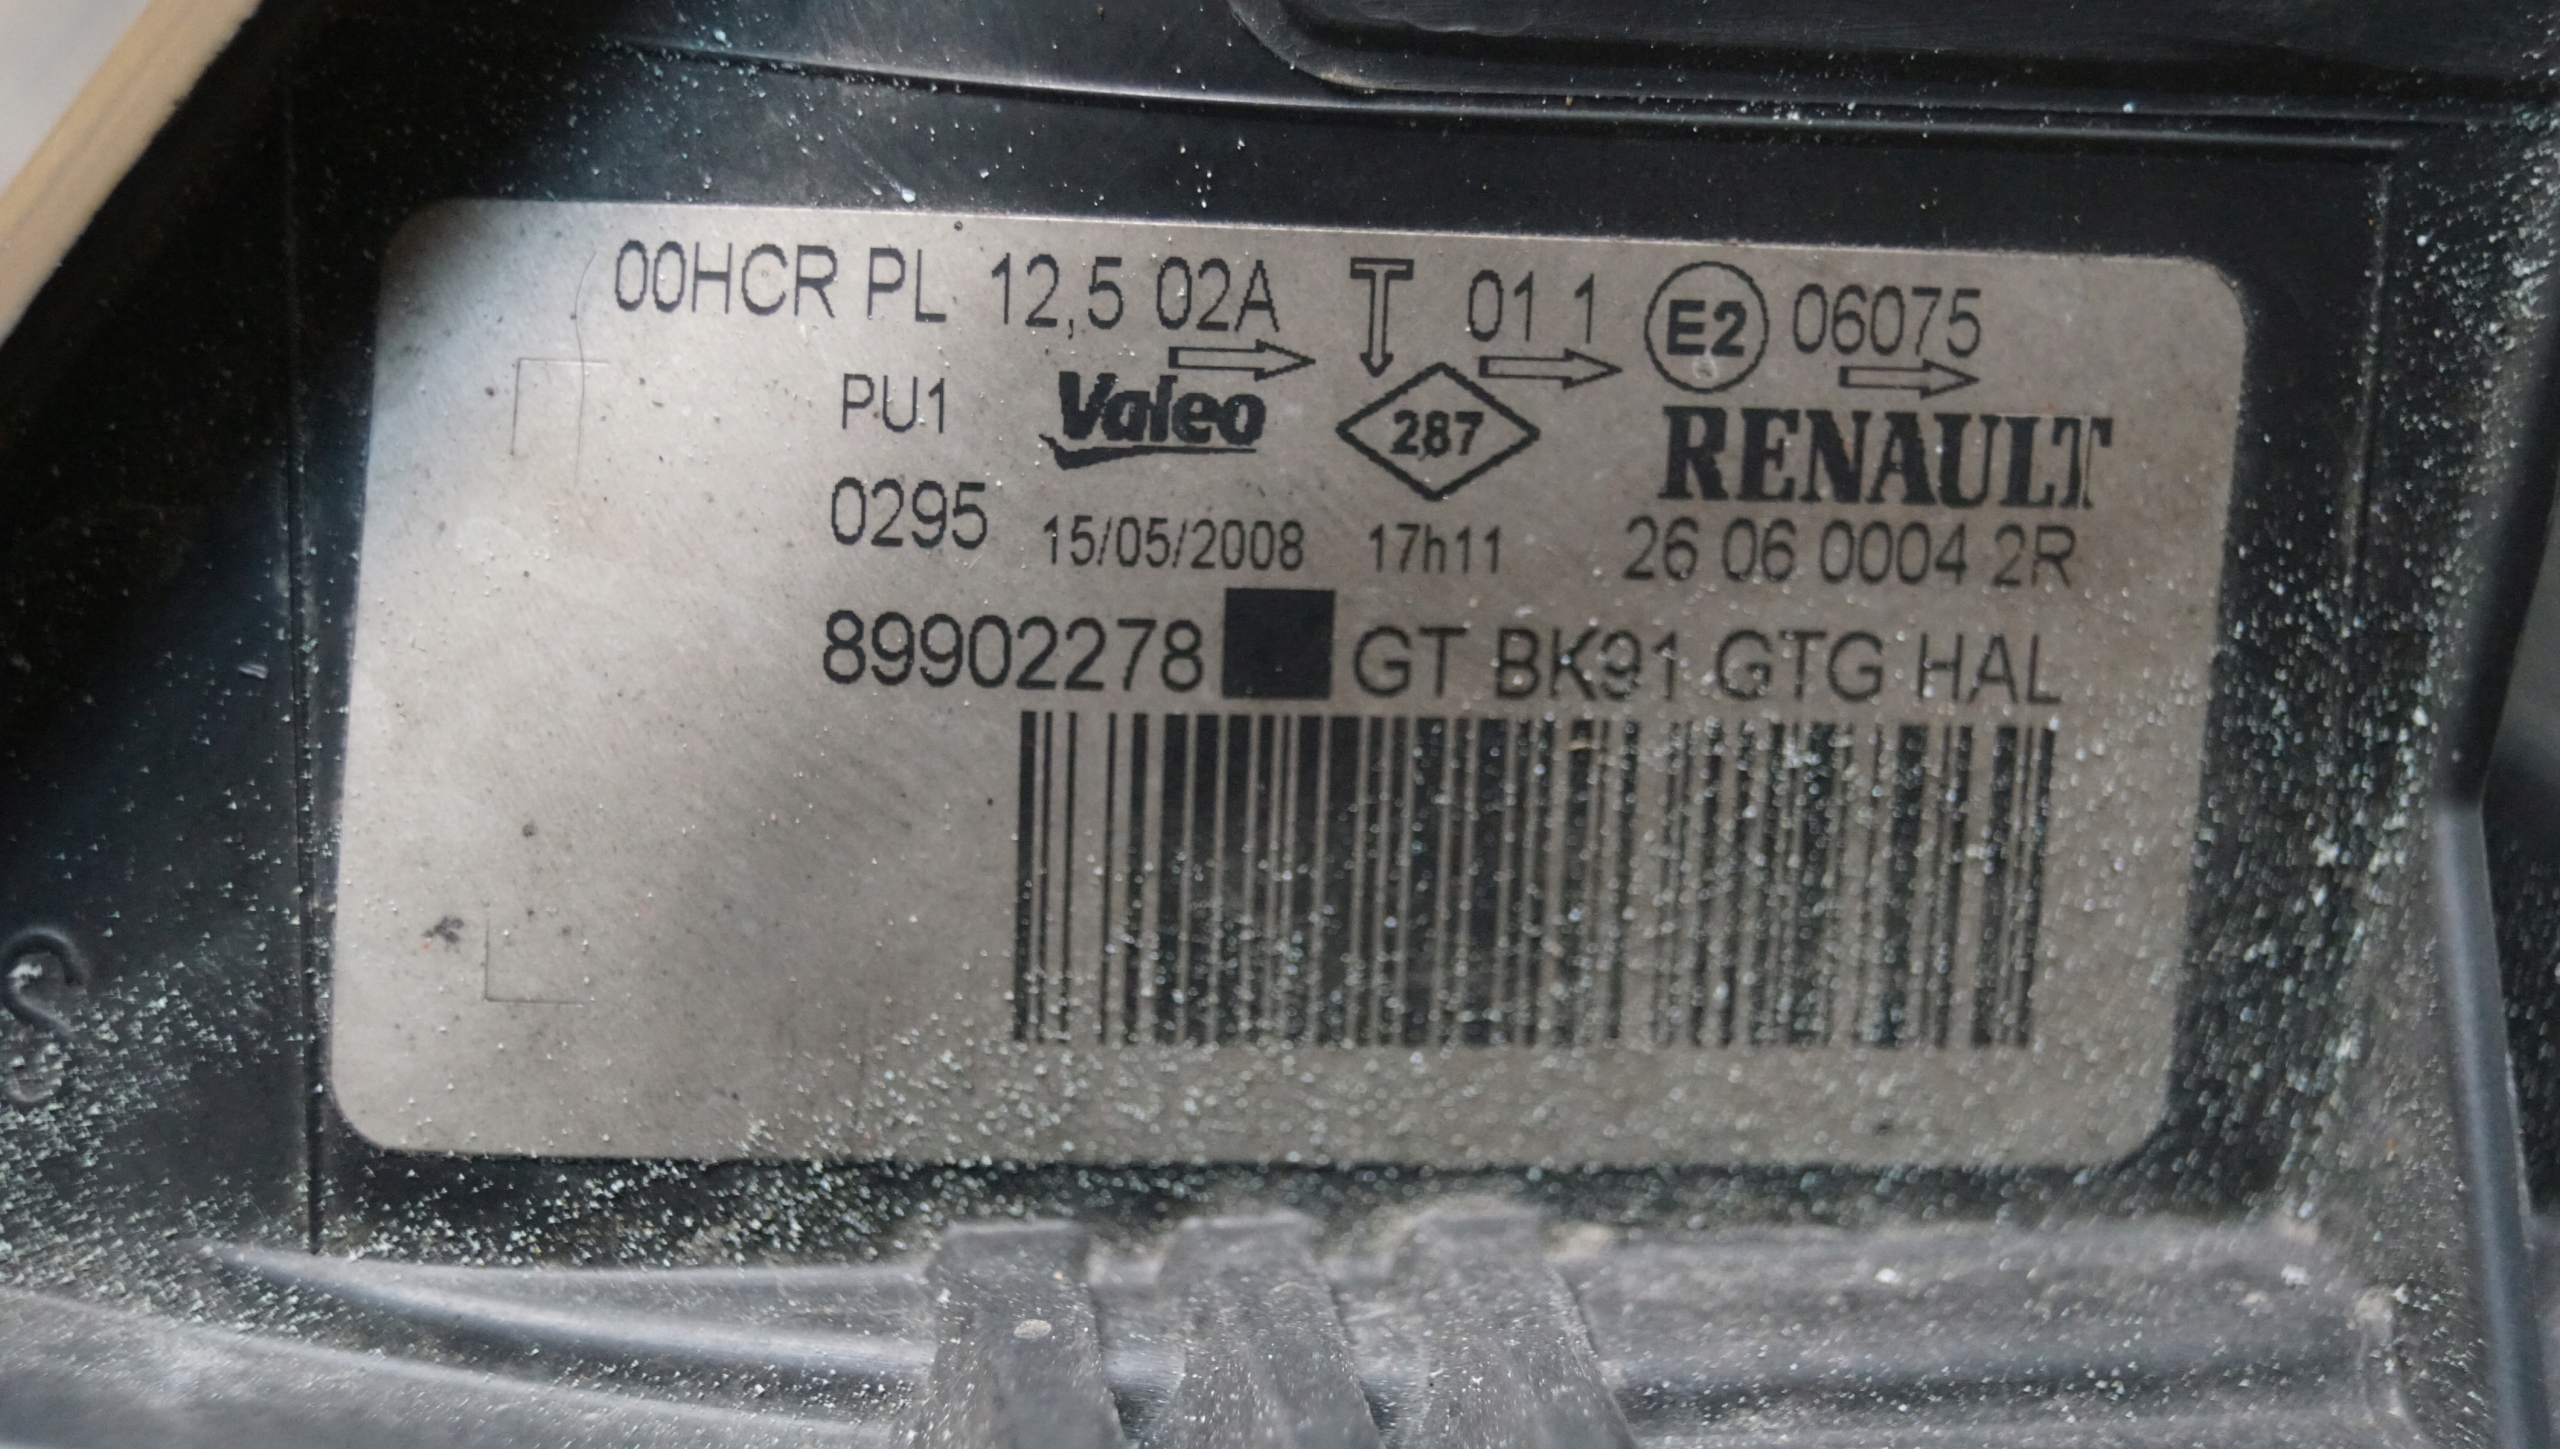 00HCR PL 12,5 02A T 01 1 E2 06075
PU1 Valeo 287 RENAULT
0295 15/05/2008 17h11 26 06 0004 2R
89902278 GT BK91 GTG HAL